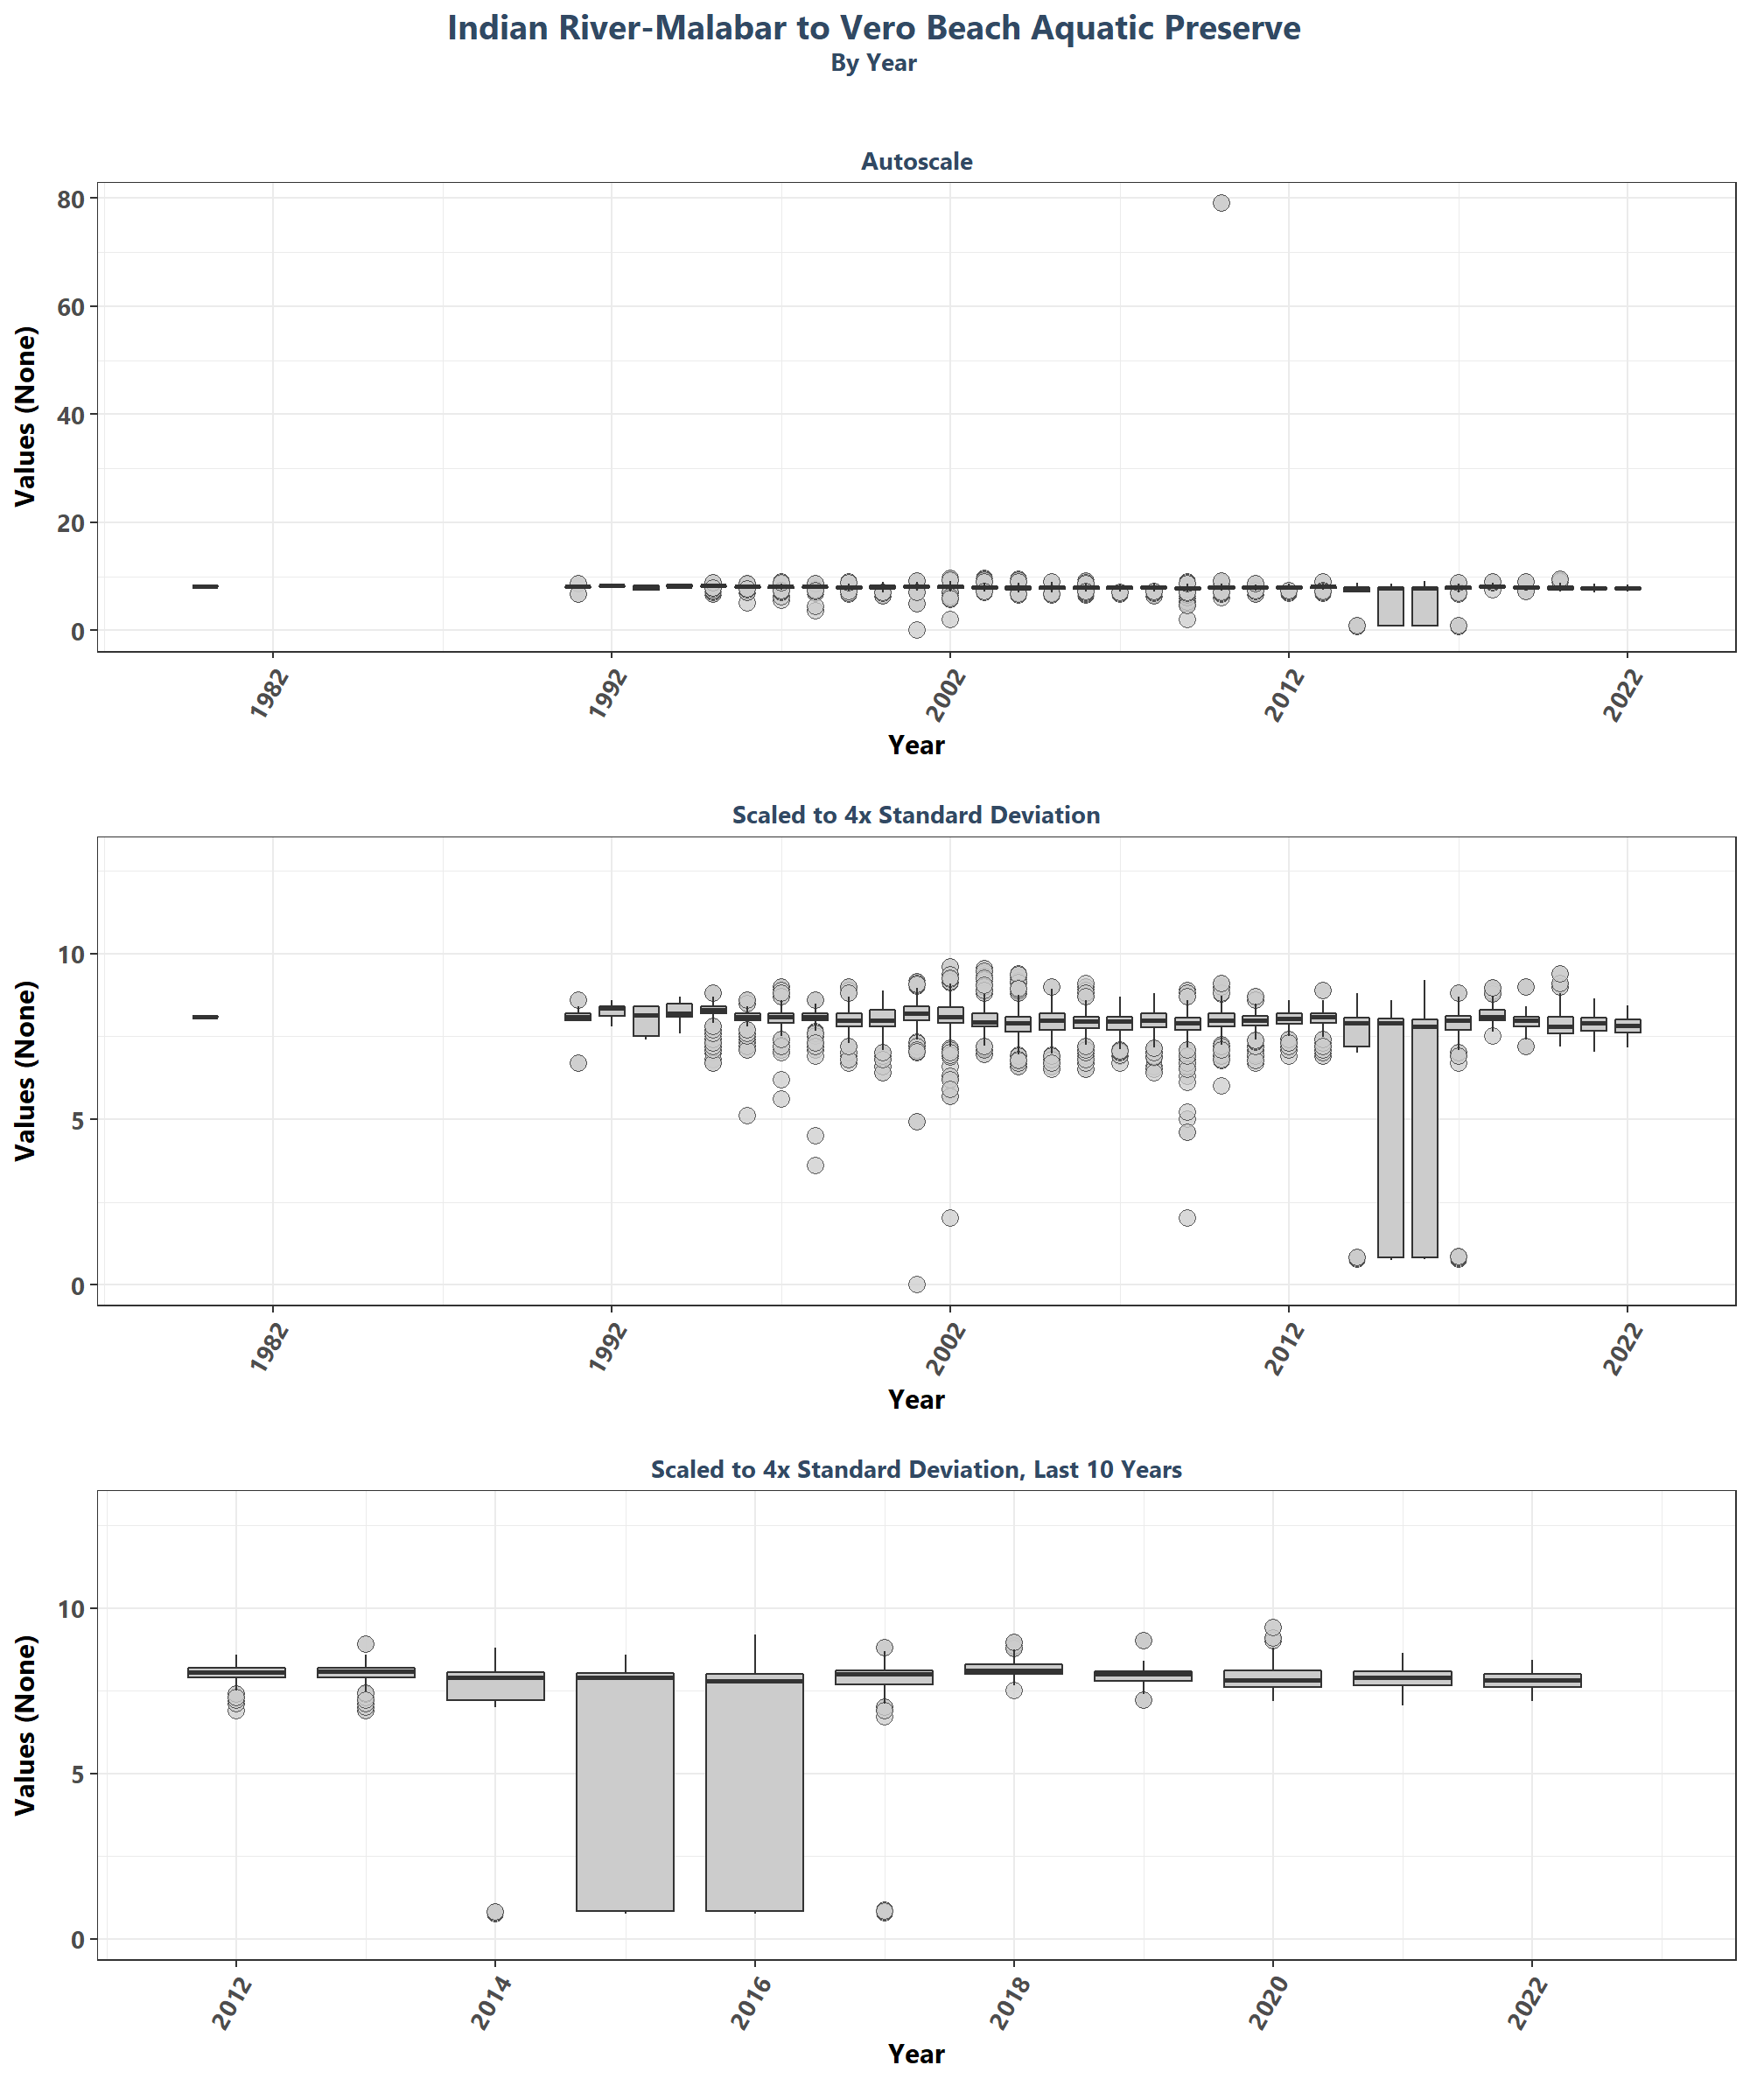 Indian River-Malabar to Vero Beach Aquatic Preserve
By Year
Autoscale
Values (None)
80
60
40
20
0
1982
1992
2002
2012
2022
Year
Scaled to 4x Standard Deviation
Values (None)
10
5
0
1982
1992
2002
2012
2022
Year
Scaled to 4x Standard Deviation, Last 10 Years
Values (None)
10
5
0
2012
2014
2016
2018
2020
2022
Year